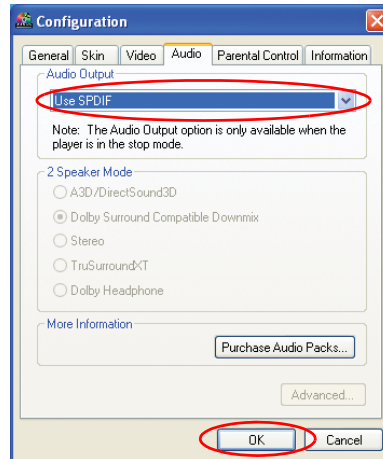 Configuration
General Skin Video Audio Parental Control Information
Audio Output
Use SPDIF
Note: The Audio Output option is only available when the
player is in the stop mode.
2 Speaker Mode
A3D/DirectSound3D
Dolby Surround Compatible Downmix
Stereo
TruSurroundXT
Dolby Headphone
More Information
Purchase Audio Packs...
Advanced...
OK Cancel